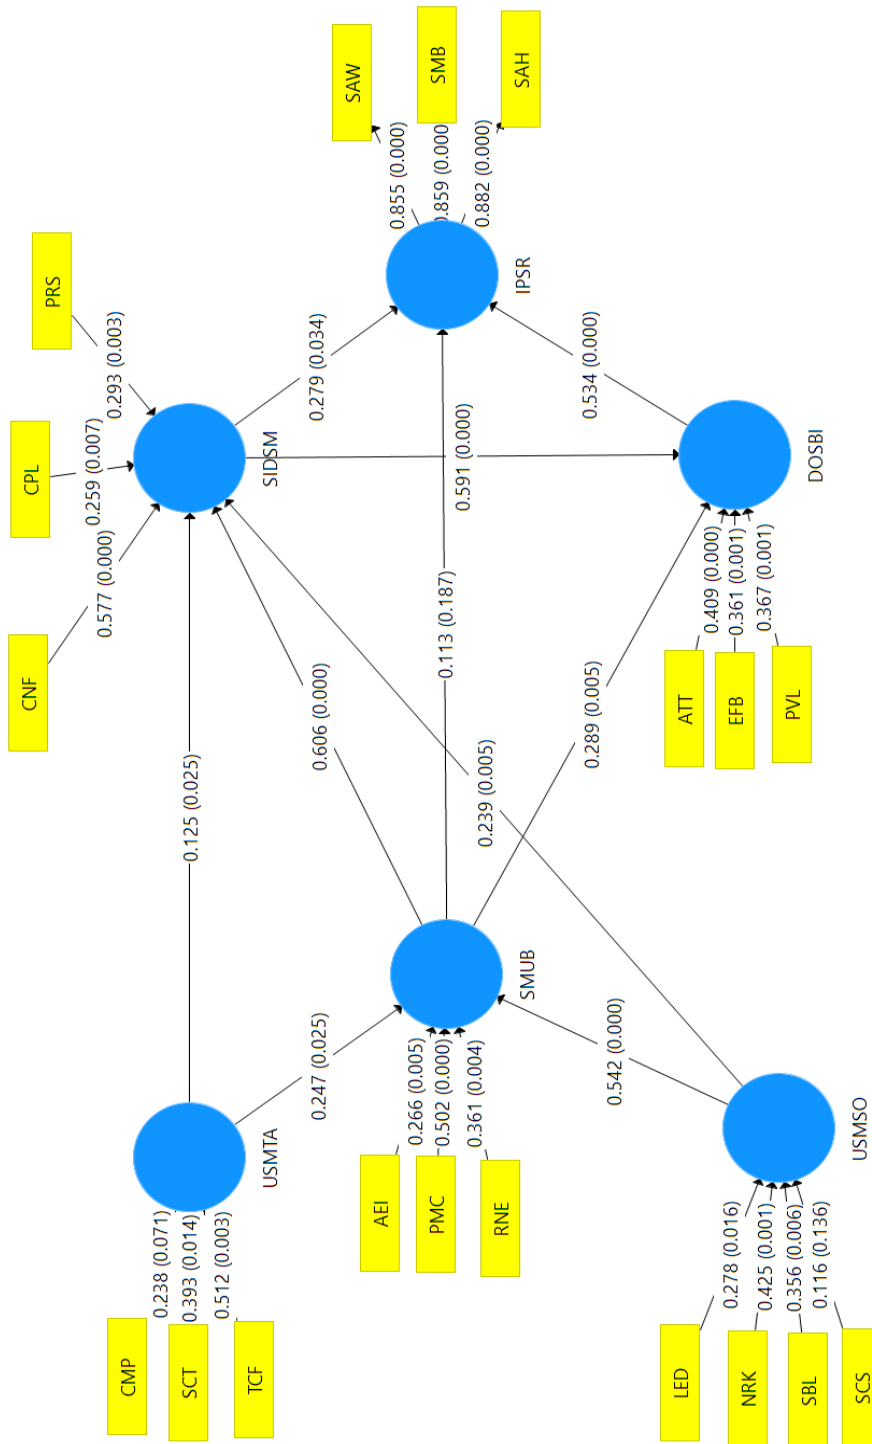 CNF
CPL
PRS
0.577 (0.000)
0.259 (0.007)
0.293 (0.003)
CMP
0.238 (0.071)
SCT
0.393 (0.014)
TCF
0.512 (0.003)
0.125 (0.025)
USMTA
SIDSM
0.247 (0.025)
0.606 (0.000)
0.279 (0.034)
SAW
0.855 (0.000)
SMB
0.859 (0.000
SAH
0.882 (0.000)
AEI
0.266 (0.005)
PMC
0.502 (0.000)
RNE
0.361 (0.004)
0.113 (0.187)
0.591 (0.000)
SMUB
IPSR
0.239 (0.005)
0.542 (0.000)
0.289 (0.005)
0.534 (0.000)
ATT
0.409 (0.000)
EFB
0.361 (0.001)
PVL
0.367 (0.001)
LED
0.278 (0.016)
NRK
0.425 (0.001)
SBL
0.356 (0.006)
SCS
0.116 (0.136)
USMSO
DOSBI